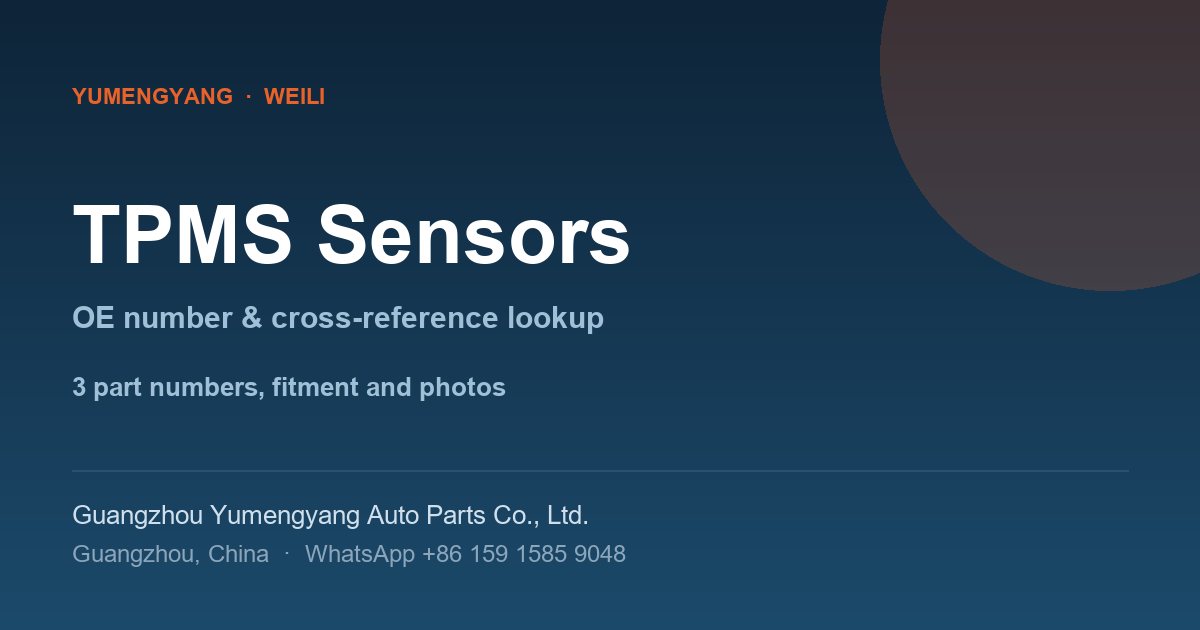 YUMENGYANG · WEILI
TPMS Sensors
OE number & cross-reference lookup
3 part numbers, fitment and photos
Guangzhou Yumengyang Auto Parts Co., Ltd.
Guangzhou, China · WhatsApp +86 159 1585 9048